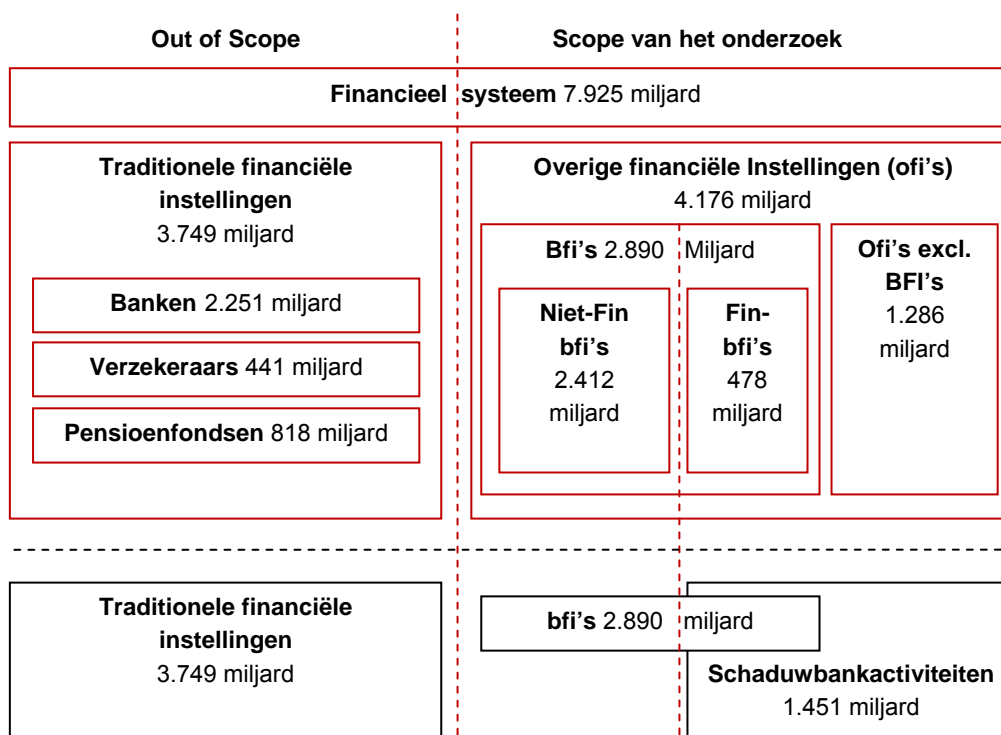 Out of Scope
Scope van het onderzoek
Financieel systeem 7.925 miljard
Traditionele financiële
instellingen
3.749 miljard
Banken 2.251 miljard
Verzekeraars 441 miljard
Pensioenfondsen 818 miljard
Overige financiële Instellingen (ofi's)
4.176 miljard
Bfi's 2.890 Miljard
Niet-Fin
bfi's
2.412
miljard
Fin-
bfi's
478
miljard
Ofi's excl.
BFI's
1.286
miljard
Traditionele financiële
instellingen
3.749 miljard
bfi's 2.890 miljard
Schaduwbankactiviteiten
1.451 miljard